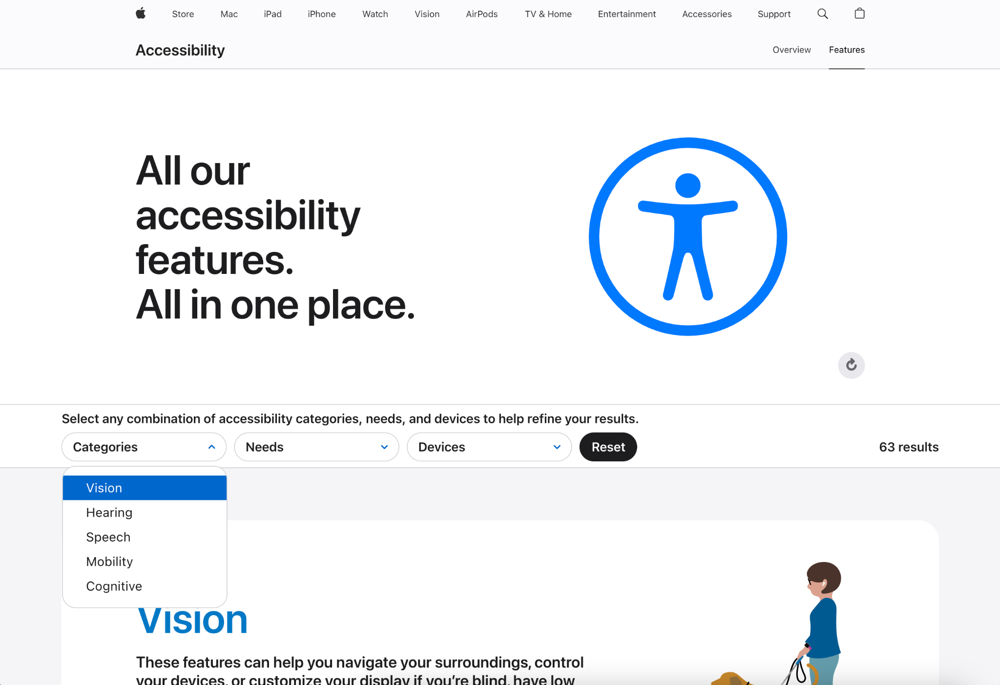 Store Mac iPad iPhone Watch Vision AirPods TV & Home Entertainment Accessories Support
Accessibility
Overview Features
All our
accessibility
features.
All in one place.
Select any combination of accessibility categories, needs, and devices to help refine your results.
Categories Needs Devices Reset 63 results
Vision
Hearing
Speech
Mobility
Cognitive
Vision
These features can help you navigate your surroundings, control
your devices, or customize your display if you’re blind, have low